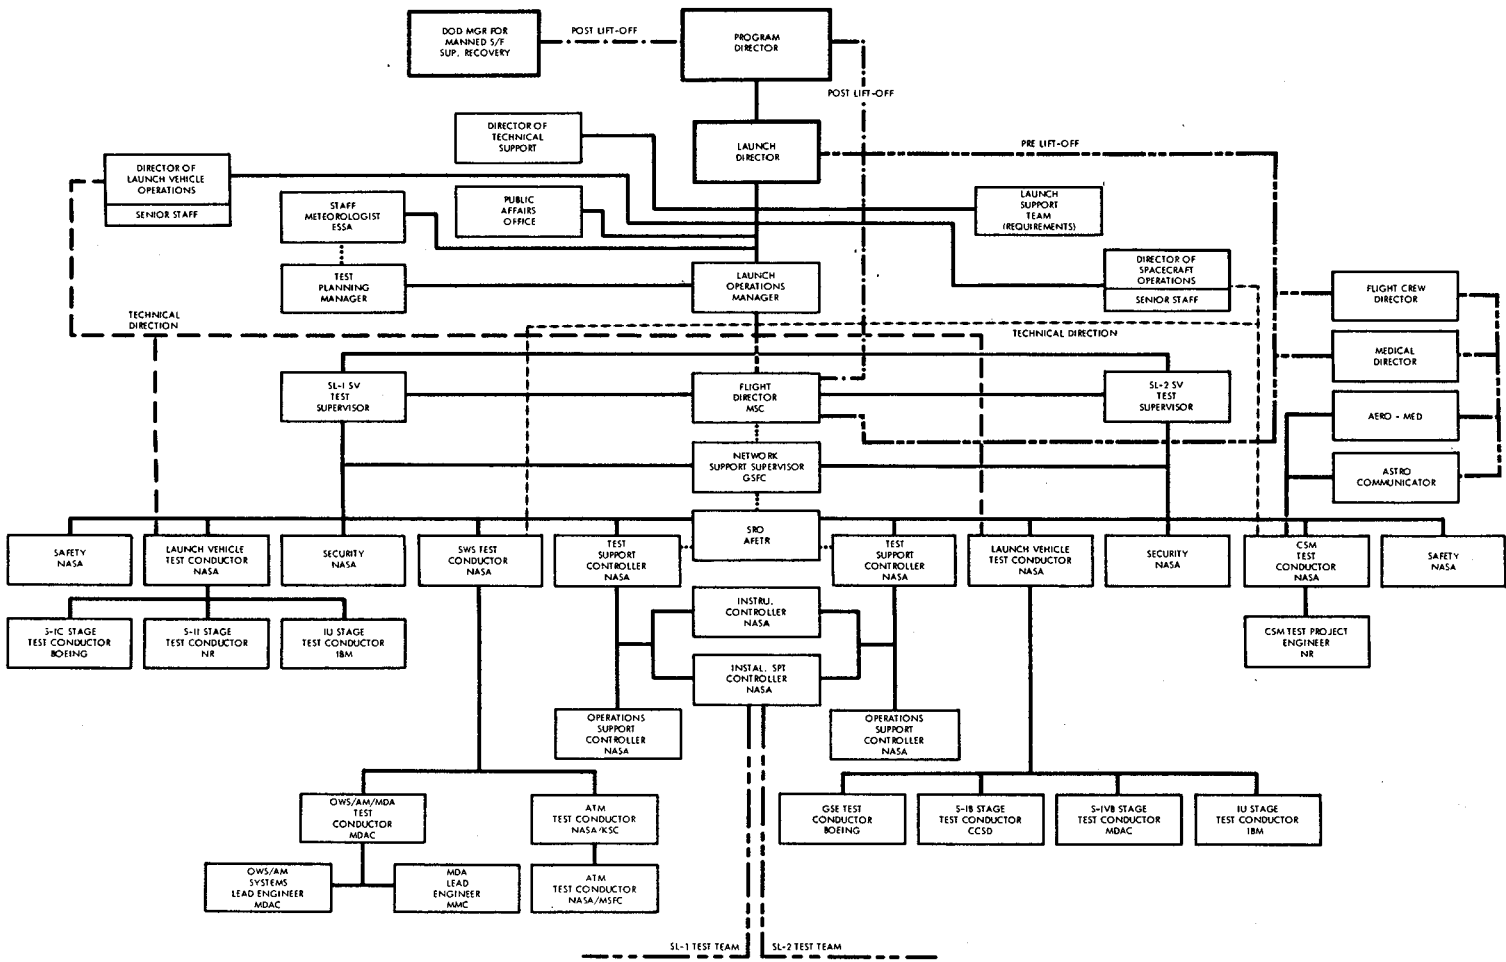 DOD MGR FOR
MANNED S/F
SUP. RECOVERY
POST LIFT-OFF
PROGRAM
DIRECTOR
POST LIFT-OFF
DIRECTOR OF
TECHNICAL
SUPPORT
LAUNCH
DIRECTOR
PRE LIFT-OFF
DIRECTOR OF
LAUNCH VEHICLE
OPERATIONS
SENIOR STAFF
STAFF
METEOROLOGIST
ESSA
PUBLIC
AFFAIRS
OFFICE
LAUNCH
SUPPORT
TEAM
(REQUIREMENTS)
TEST
PLANNING
MANAGER
LAUNCH
OPERATIONS
MANAGER
DIRECTOR OF
SPACECRAFT
OPERATIONS
SENIOR STAFF
FLIGHT CREW
DIRECTOR
TECHNICAL
DIRECTION
TECHNICAL DIRECTION
MEDICAL
DIRECTOR
SL-1 SV
TEST
SUPERVISOR
FLIGHT
DIRECTOR
MSC
SL-2 SV
TEST
SUPERVISOR
AERO - MED
NETWORK
SUPPORT SUPERVISOR
GSFC
ASTRO
COMMUNICATOR
SAFETY
NASA
LAUNCH VEHICLE
TEST CONDUCTOR
NASA
SECURITY
NASA
SWS TEST
CONDUCTOR
NASA
TEST
SUPPORT
CONTROLLER
NASA
SRO
AFETR
TEST
SUPPORT
CONTROLLER
NASA
LAUNCH VEHICLE
TEST CONDUCTOR
NASA
SECURITY
NASA
CSM
TEST
CONDUCTOR
NASA
SAFETY
NASA
S-IC STAGE
TEST CONDUCTOR
BOEING
S-II STAGE
TEST CONDUCTOR
NR
IU STAGE
TEST CONDUCTOR
IBM
INSTRU.
CONTROLLER
NASA
CSM TEST PROJECT
ENGINEER
NR
INSTAL. SPT
CONTROLLER
NASA
OPERATIONS
SUPPORT
CONTROLLER
NASA
OPERATIONS
SUPPORT
CONTROLLER
NASA
OWS/AM/MDA
TEST
CONDUCTOR
MDAC
ATM
TEST CONDUCTOR
NASA/KSC
GSE TEST
CONDUCTOR
BOEING
S-IB STAGE
TEST CONDUCTOR
CCSD
S-IVB STAGE
TEST CONDUCTOR
MDAC
IU STAGE
TEST CONDUCTOR
IBM
OWS/AM
SYSTEMS
LEAD ENGINEER
MDAC
MDA
LEAD
ENGINEER
MMC
ATM
TEST CONDUCTOR
NASA/MSFC
SL-1 TEST TEAM
SL-2 TEST TEAM